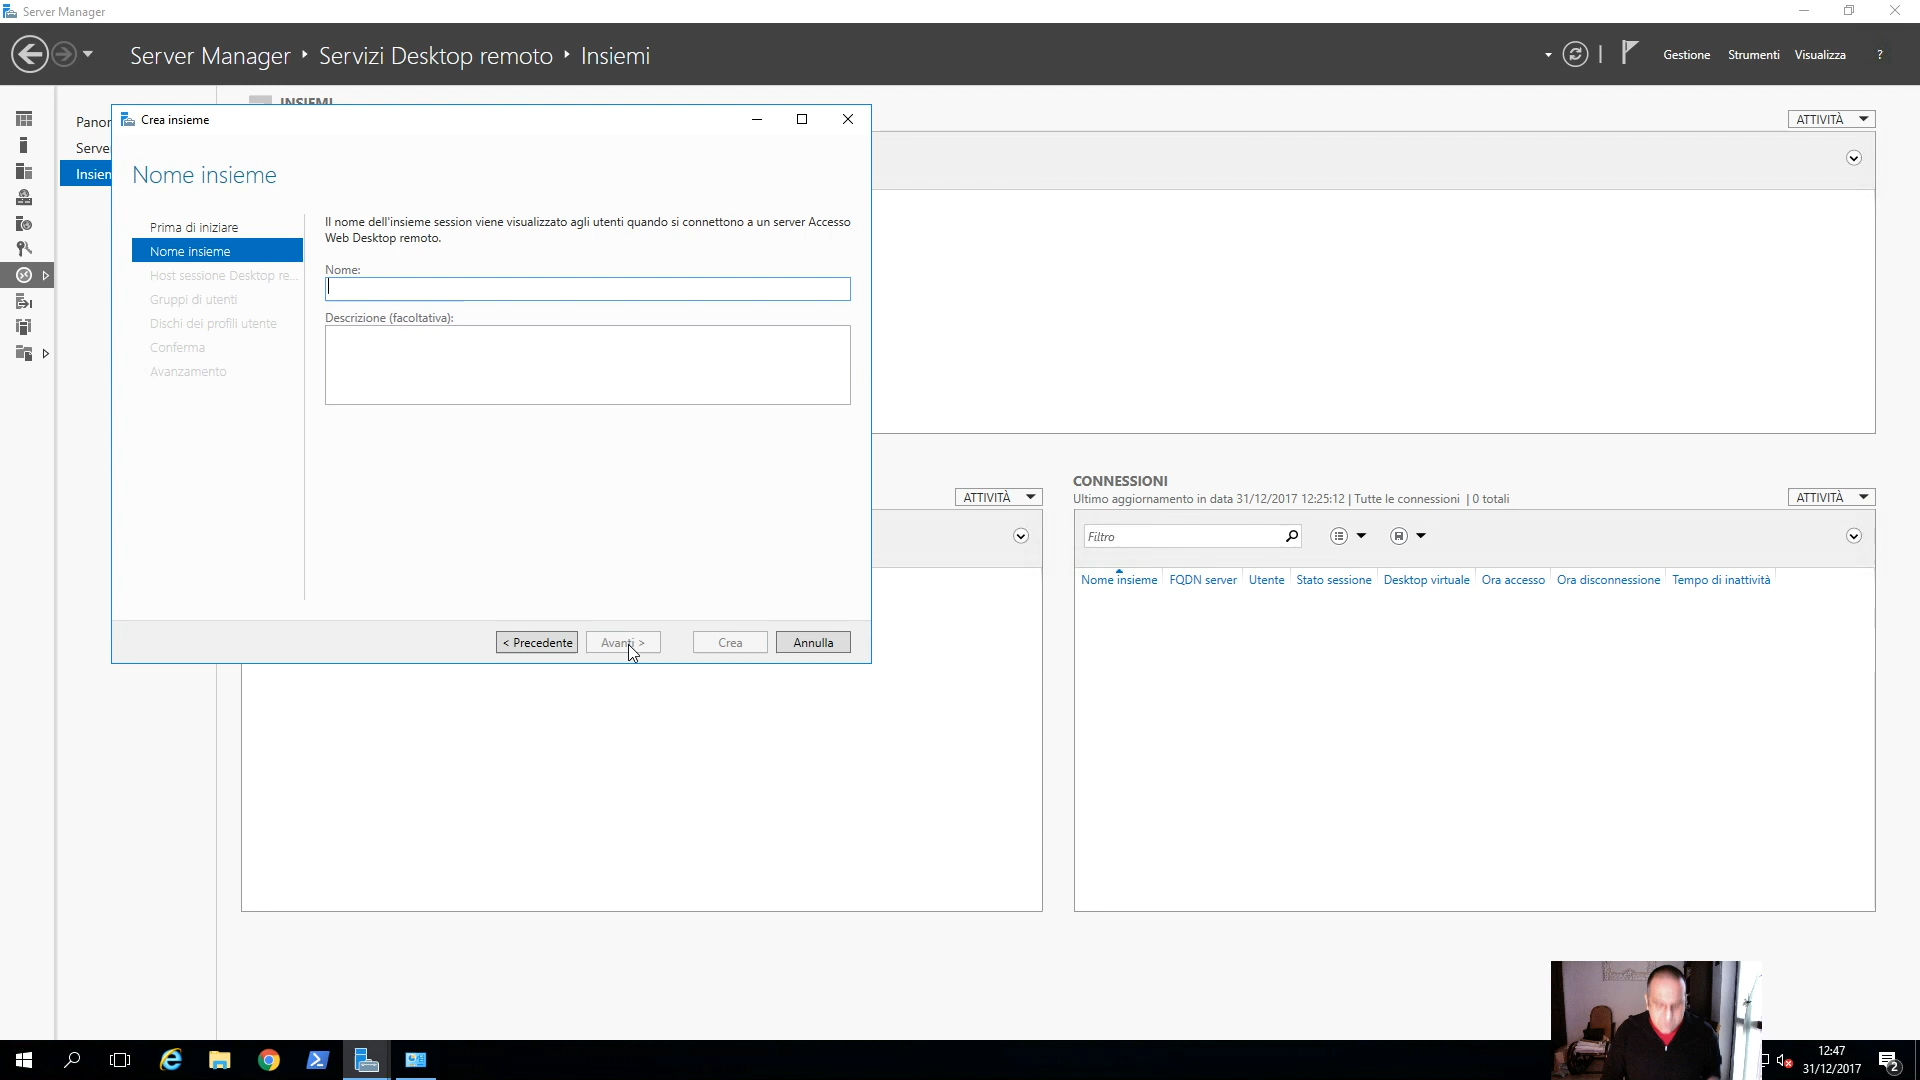 Server Manager
Server Manager ‣ Servizi Desktop remoto ‣ Insiemi
Gestione Strumenti Visualizza ?
INSIEMI
ATTIVITÀ
Panor
Serve
Insien
Crea insieme
Nome insieme
Prima di iniziare
Nome insieme
Host sessione Desktop re...
Gruppi di utenti
Dischi dei profili utente
Conferma
Avanzamento
Il nome dell'insieme session viene visualizzato agli utenti quando si connettono a un server Accesso
Web Desktop remoto.
Nome:
Descrizione (facoltativa):
< Precedente
Avanti >
Crea
Annulla
ATTIVITÀ
CONNESSIONI
Ultimo aggiornamento in data 31/12/2017 12:25:12 | Tutte le connessioni | 0 totali
ATTIVITÀ
Filtro
Nome insieme FQDN server Utente Stato sessione Desktop virtuale Ora accesso Ora disconnessione Tempo di inattività
12:47
31/12/2017
2